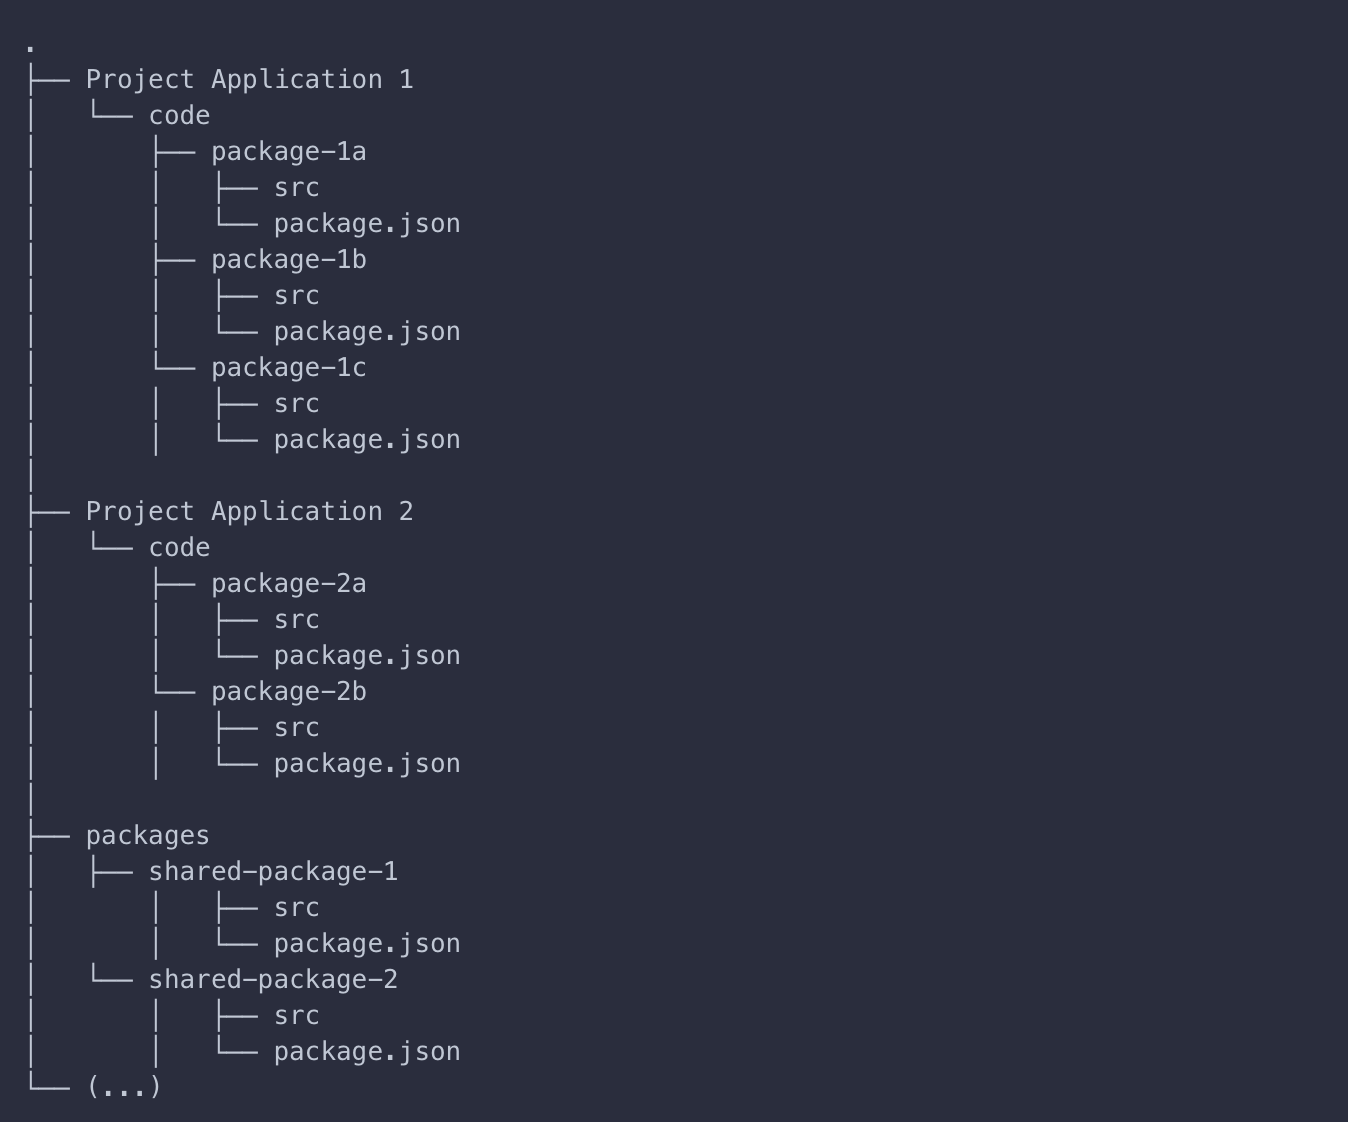 .
├── Project Application 1
│   └── code
│       ├── package-1a
│       │   ├── src
│       │   └── package.json
│       ├── package-1b
│       │   ├── src
│       │   └── package.json
│       └── package-1c
│       │   ├── src
│       │   └── package.json
│
├── Project Application 2
│   └── code
│       ├── package-2a
│       │   ├── src
│       │   └── package.json
│       └── package-2b
│       │   ├── src
│       │   └── package.json
│
├── packages
│   ├── shared-package-1
│       │   ├── src
│       │   └── package.json
│   └── shared-package-2
│       │   ├── src
│       │   └── package.json
└── (...)